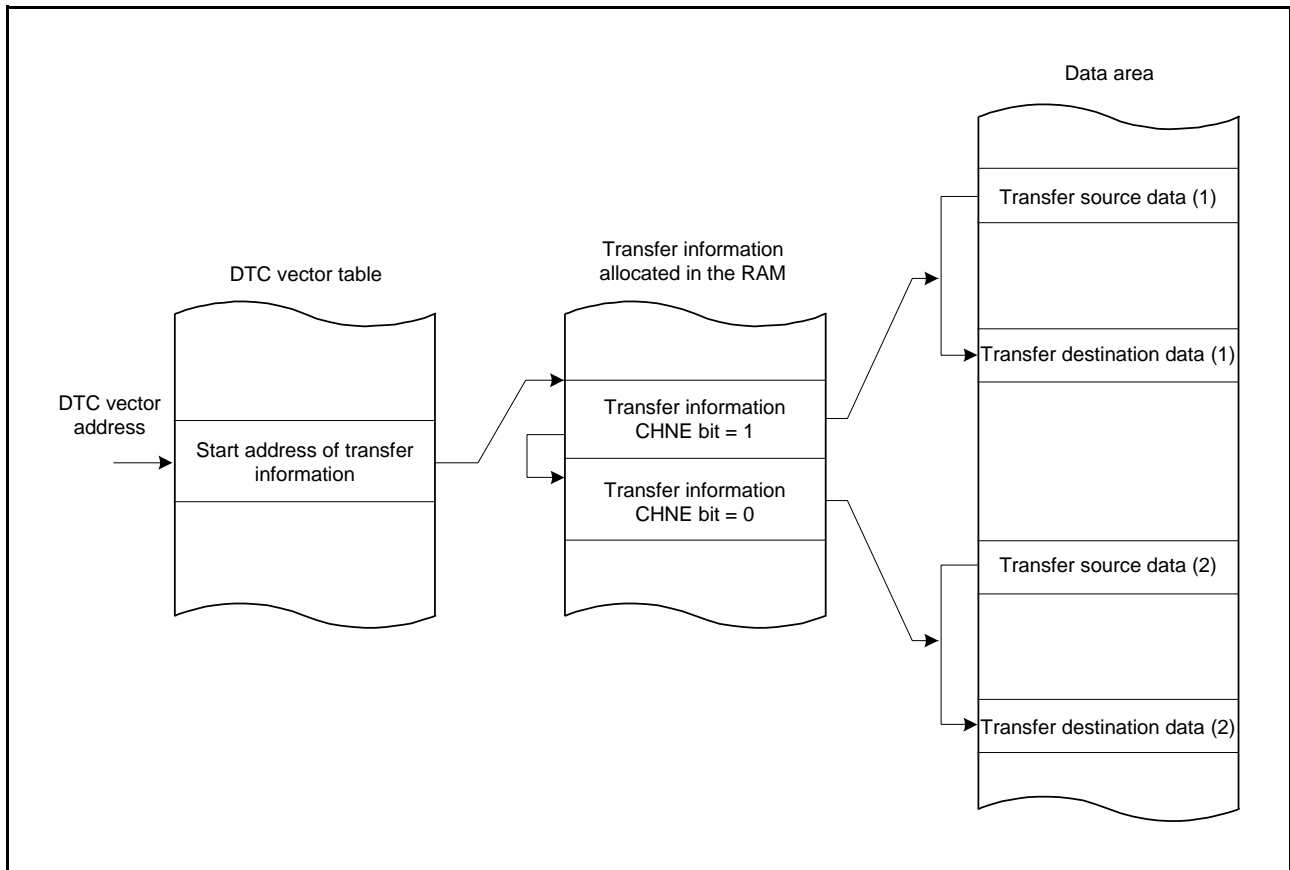 Data area
Transfer source data (1)
Transfer information
allocated in the RAM
DTC vector table
Transfer destination data (1)
DTC vector
address
Transfer information
CHNE bit = 1
Start address of transfer
information
Transfer information
CHNE bit = 0
Transfer source data (2)
Transfer destination data (2)